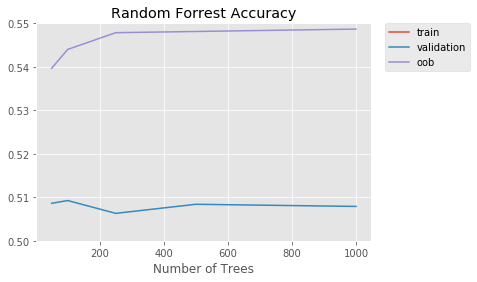 Random Forrest Accuracy
0.55
0.54
0.53
0.52
0.51
0.50
200
400
600
800
1000
Number of Trees
train
validation
oob